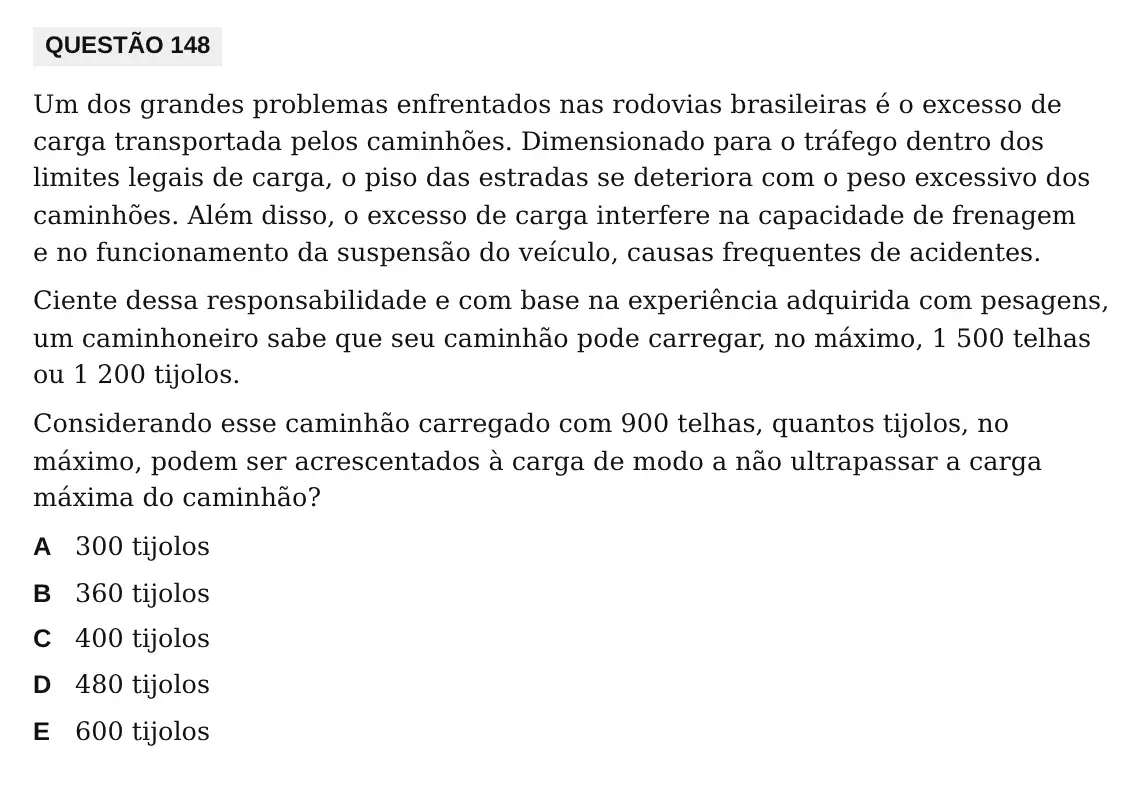 QUESTÃO 148
Um dos grandes problemas enfrentados nas rodovias brasileiras é o excesso de
carga transportada pelos caminhões. Dimensionado para o tráfego dentro dos
limites legais de carga, o piso das estradas se deteriora com o peso excessivo dos
caminhões. Além disso, o excesso de carga interfere na capacidade de frenagem
e no funcionamento da suspensão do veículo, causas frequentes de acidentes.
Ciente dessa responsabilidade e com base na experiência adquirida com pesagens,
um caminhoneiro sabe que seu caminhão pode carregar, no máximo, 1 500 telhas
ou 1 200 tijolos.
Considerando esse caminhão carregado com 900 telhas, quantos tijolos, no
máximo, podem ser acrescentados à carga de modo a não ultrapassar a carga
máxima do caminhão?
A 300 tijolos
B 360 tijolos
C 400 tijolos
D 480 tijolos
E 600 tijolos